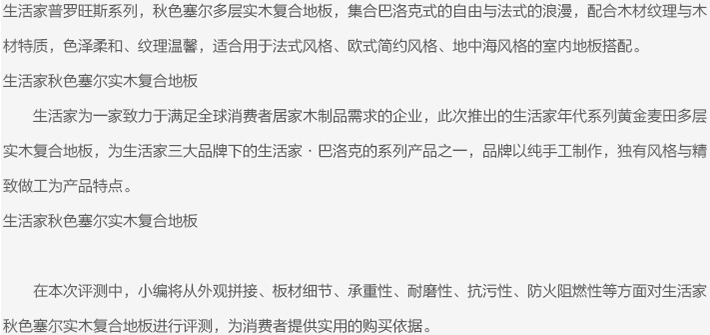 生活家普罗旺斯系列，秋色塞尔多层实木复合地板，集合巴洛克式的自由与法式的浪漫，配合木材纹理与木
材特质，色泽柔和、纹理温馨，适合用于法式风格、欧式简约风格、地中海风格的室内地板搭配。
生活家秋色塞尔实木复合地板
生活家为一家致力于满足全球消费者居家木制品需求的企业，此次推出的生活家年代系列黄金麦田多层
实木复合地板，为生活家三大品牌下的生活家·巴洛克的系列产品之一，品牌以纯手工制作，独有风格与精
致做工为产品特点。
生活家秋色塞尔实木复合地板
在本次评测中，小编将从外观拼接、板材细节、承重性、耐磨性、抗污性、防火阻燃性等方面对生活家
秋色塞尔实木复合地板进行评测，为消费者提供实用的购买依据。